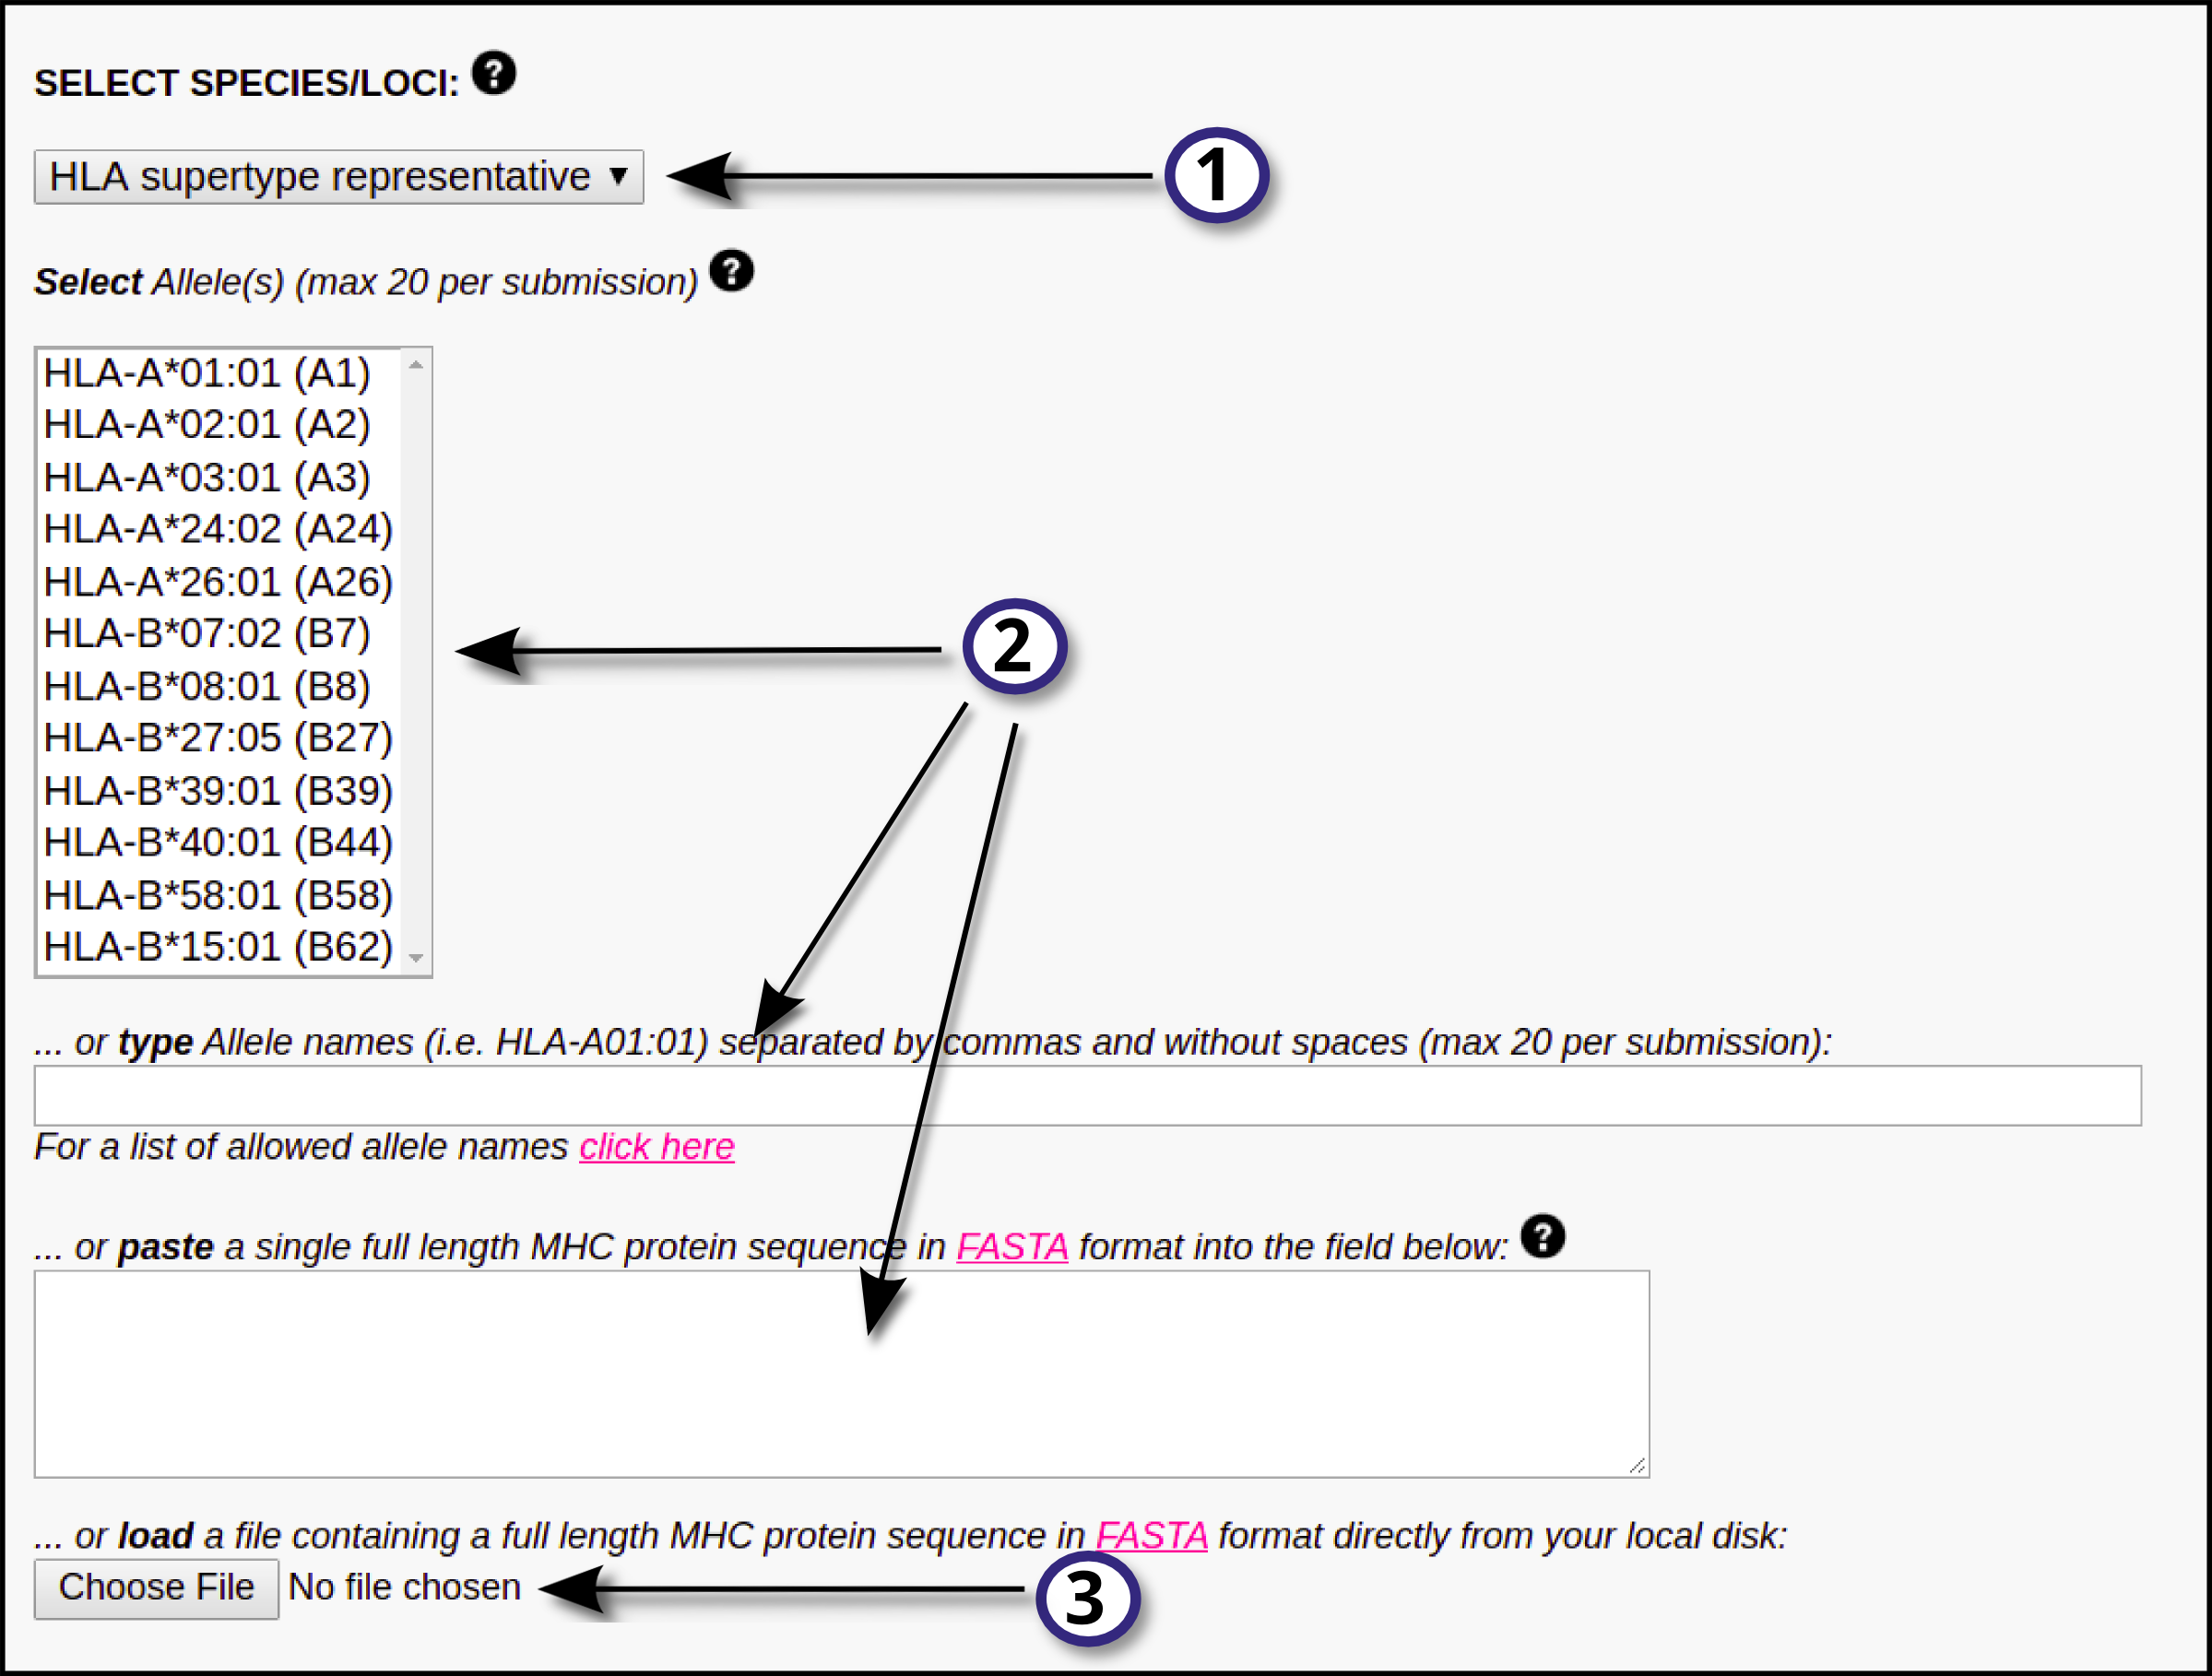 SELECT SPECIES/LOCI: ?
HLA supertype representative ▼
1
Select Allele(s) (max 20 per submission) ?
HLA-A*01:01 (A1)
HLA-A*02:01 (A2)
HLA-A*03:01 (A3)
HLA-A*24:02 (A24)
HLA-A*26:01 (A26)
HLA-B*07:02 (B7)
2
HLA-B*08:01 (B8)
HLA-B*27:05 (B27)
HLA-B*39:01 (B39)
HLA-B*40:01 (B44)
HLA-B*58:01 (B58)
HLA-B*15:01 (B62)
... or type Allele names (i.e. HLA-A01:01) separated by commas and without spaces (max 20 per submission):
For a list of allowed allele names click here
... or paste a single full length MHC protein sequence in FASTA format into the field below: ?
... or load a file containing a full length MHC protein sequence in FASTA format directly from your local disk:
Choose File No file chosen
3